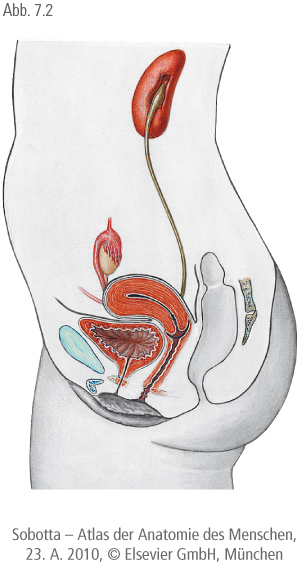 Abb. 7.2
Sobotta – Atlas der Anatomie des Menschen,
23. A. 2010, © Elsevier GmbH, München